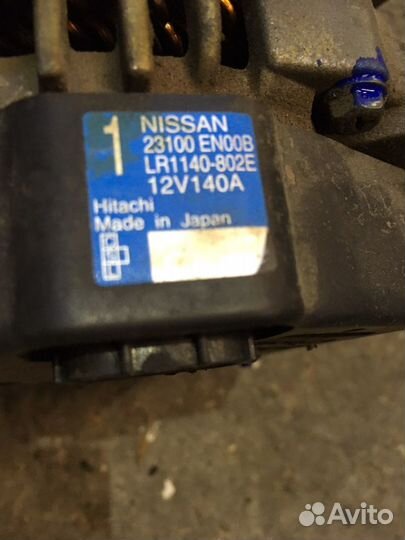 1 NISSAN
23100 EN00B
LR1140-802E
12V140A
Hitachi
Made in Japan
Avito